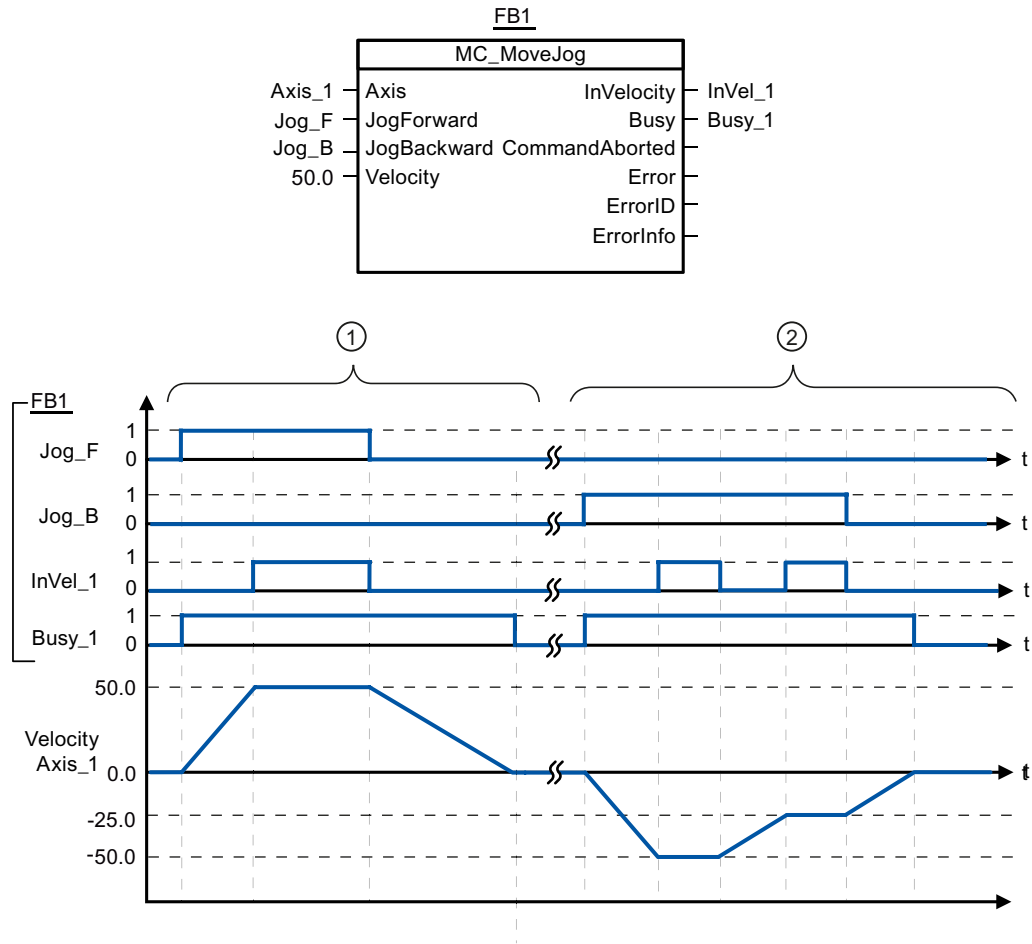 FB1
MC_MoveJog
Axis_1 Axis InVelocity InVel_1
Jog_F JogForward Busy Busy_1
Jog_B JogBackward CommandAborted
50.0 Velocity Error
ErrorID
ErrorInfo
1 2
FB1
1
Jog_F 0 t
1
Jog_B 0 t
1
InVel_1 0 t
1
Busy_1 0 t
50.0
Velocity
Axis_1
0.0 t
-25.0
-50.0